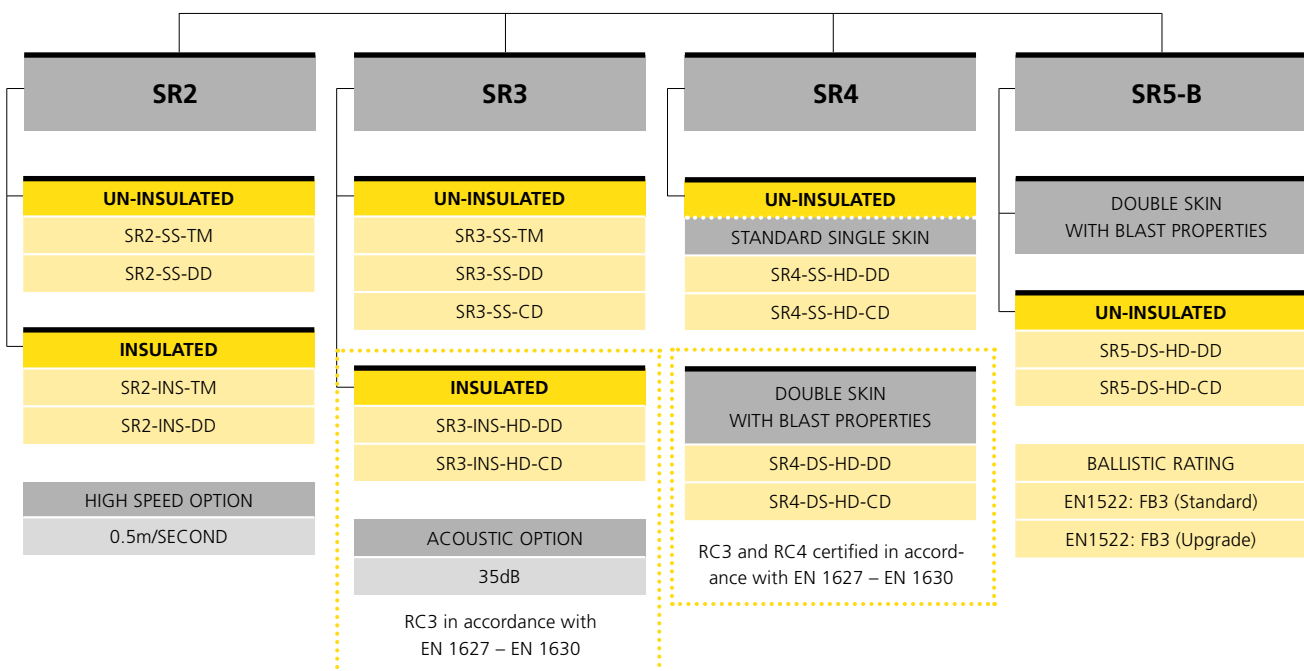 SR2
UN-INSULATED
SR2-SS-TM
SR2-SS-DD
INSULATED
SR2-INS-TM
SR2-INS-DD
HIGH SPEED OPTION
0.5m/SECOND
SR3
UN-INSULATED
SR3-SS-TM
SR3-SS-DD
SR3-SS-CD
INSULATED
SR3-INS-HD-DD
SR3-INS-HD-CD
ACOUSTIC OPTION
35dB
RC3 in accordance with
EN 1627 – EN 1630
SR4
UN-INSULATED
STANDARD SINGLE SKIN
SR4-SS-HD-DD
SR4-SS-HD-CD
DOUBLE SKIN
WITH BLAST PROPERTIES
SR4-DS-HD-DD
SR4-DS-HD-CD
RC3 and RC4 certified in accord-
ance with EN 1627 – EN 1630
SR5-B
DOUBLE SKIN
WITH BLAST PROPERTIES
UN-INSULATED
SR5-DS-HD-DD
SR5-DS-HD-CD
BALLISTIC RATING
EN1522: FB3 (Standard)
EN1522: FB3 (Upgrade)